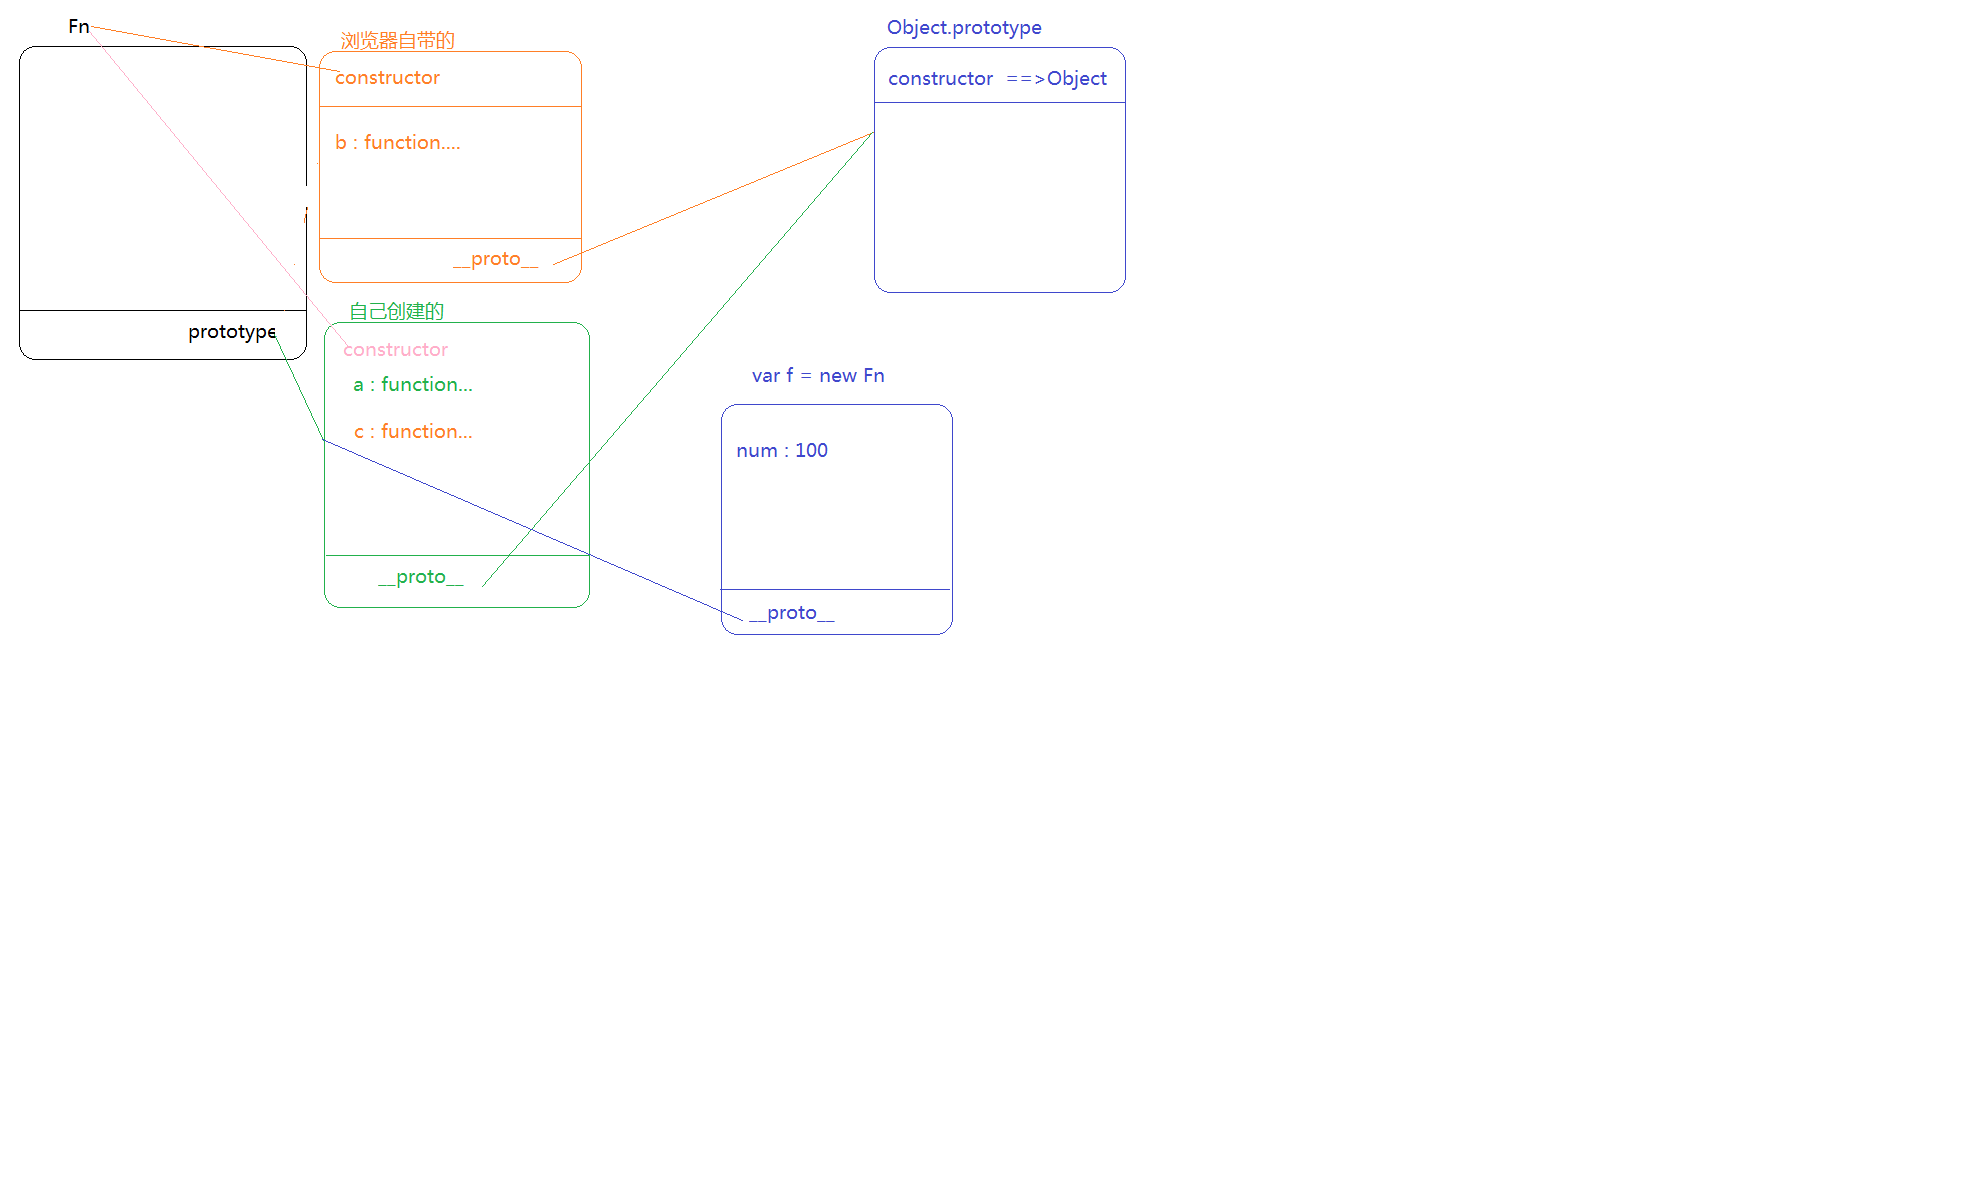 Fn
prototype
浏览器自带的
constructor
b : function....
__proto__
自己创建的
constructor
a : function...
c : function...
__proto__
Object.prototype
constructor ==>Object
var f = new Fn
num : 100
__proto__